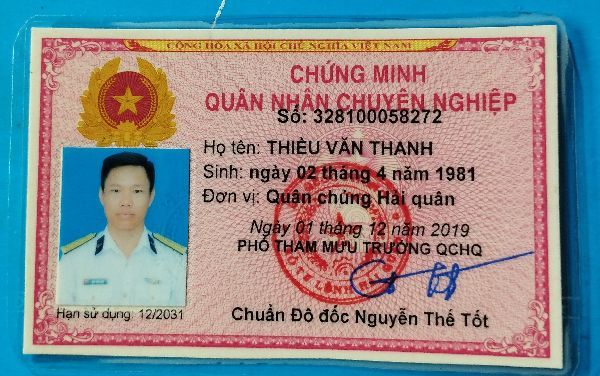 CỘNG HÒA XÃ HỘI CHỦ NGHĨA VIỆT NAM
CHỨNG MINH
QUÂN NHÂN CHUYÊN NGHIỆP
Số: 328100058272
Họ tên: THIỀU VĂN THANH
Sinh: ngày 02 tháng 4 năm 1981
Đơn vị: Quân chủng Hải quân
Ngày 01 tháng 12 năm 2019
PHÓ THAM MƯU TRƯỞNG QCHQ
Hạn sử dụng: 12/2031
Chuẩn Đô đốc Nguyễn Thế Tốt